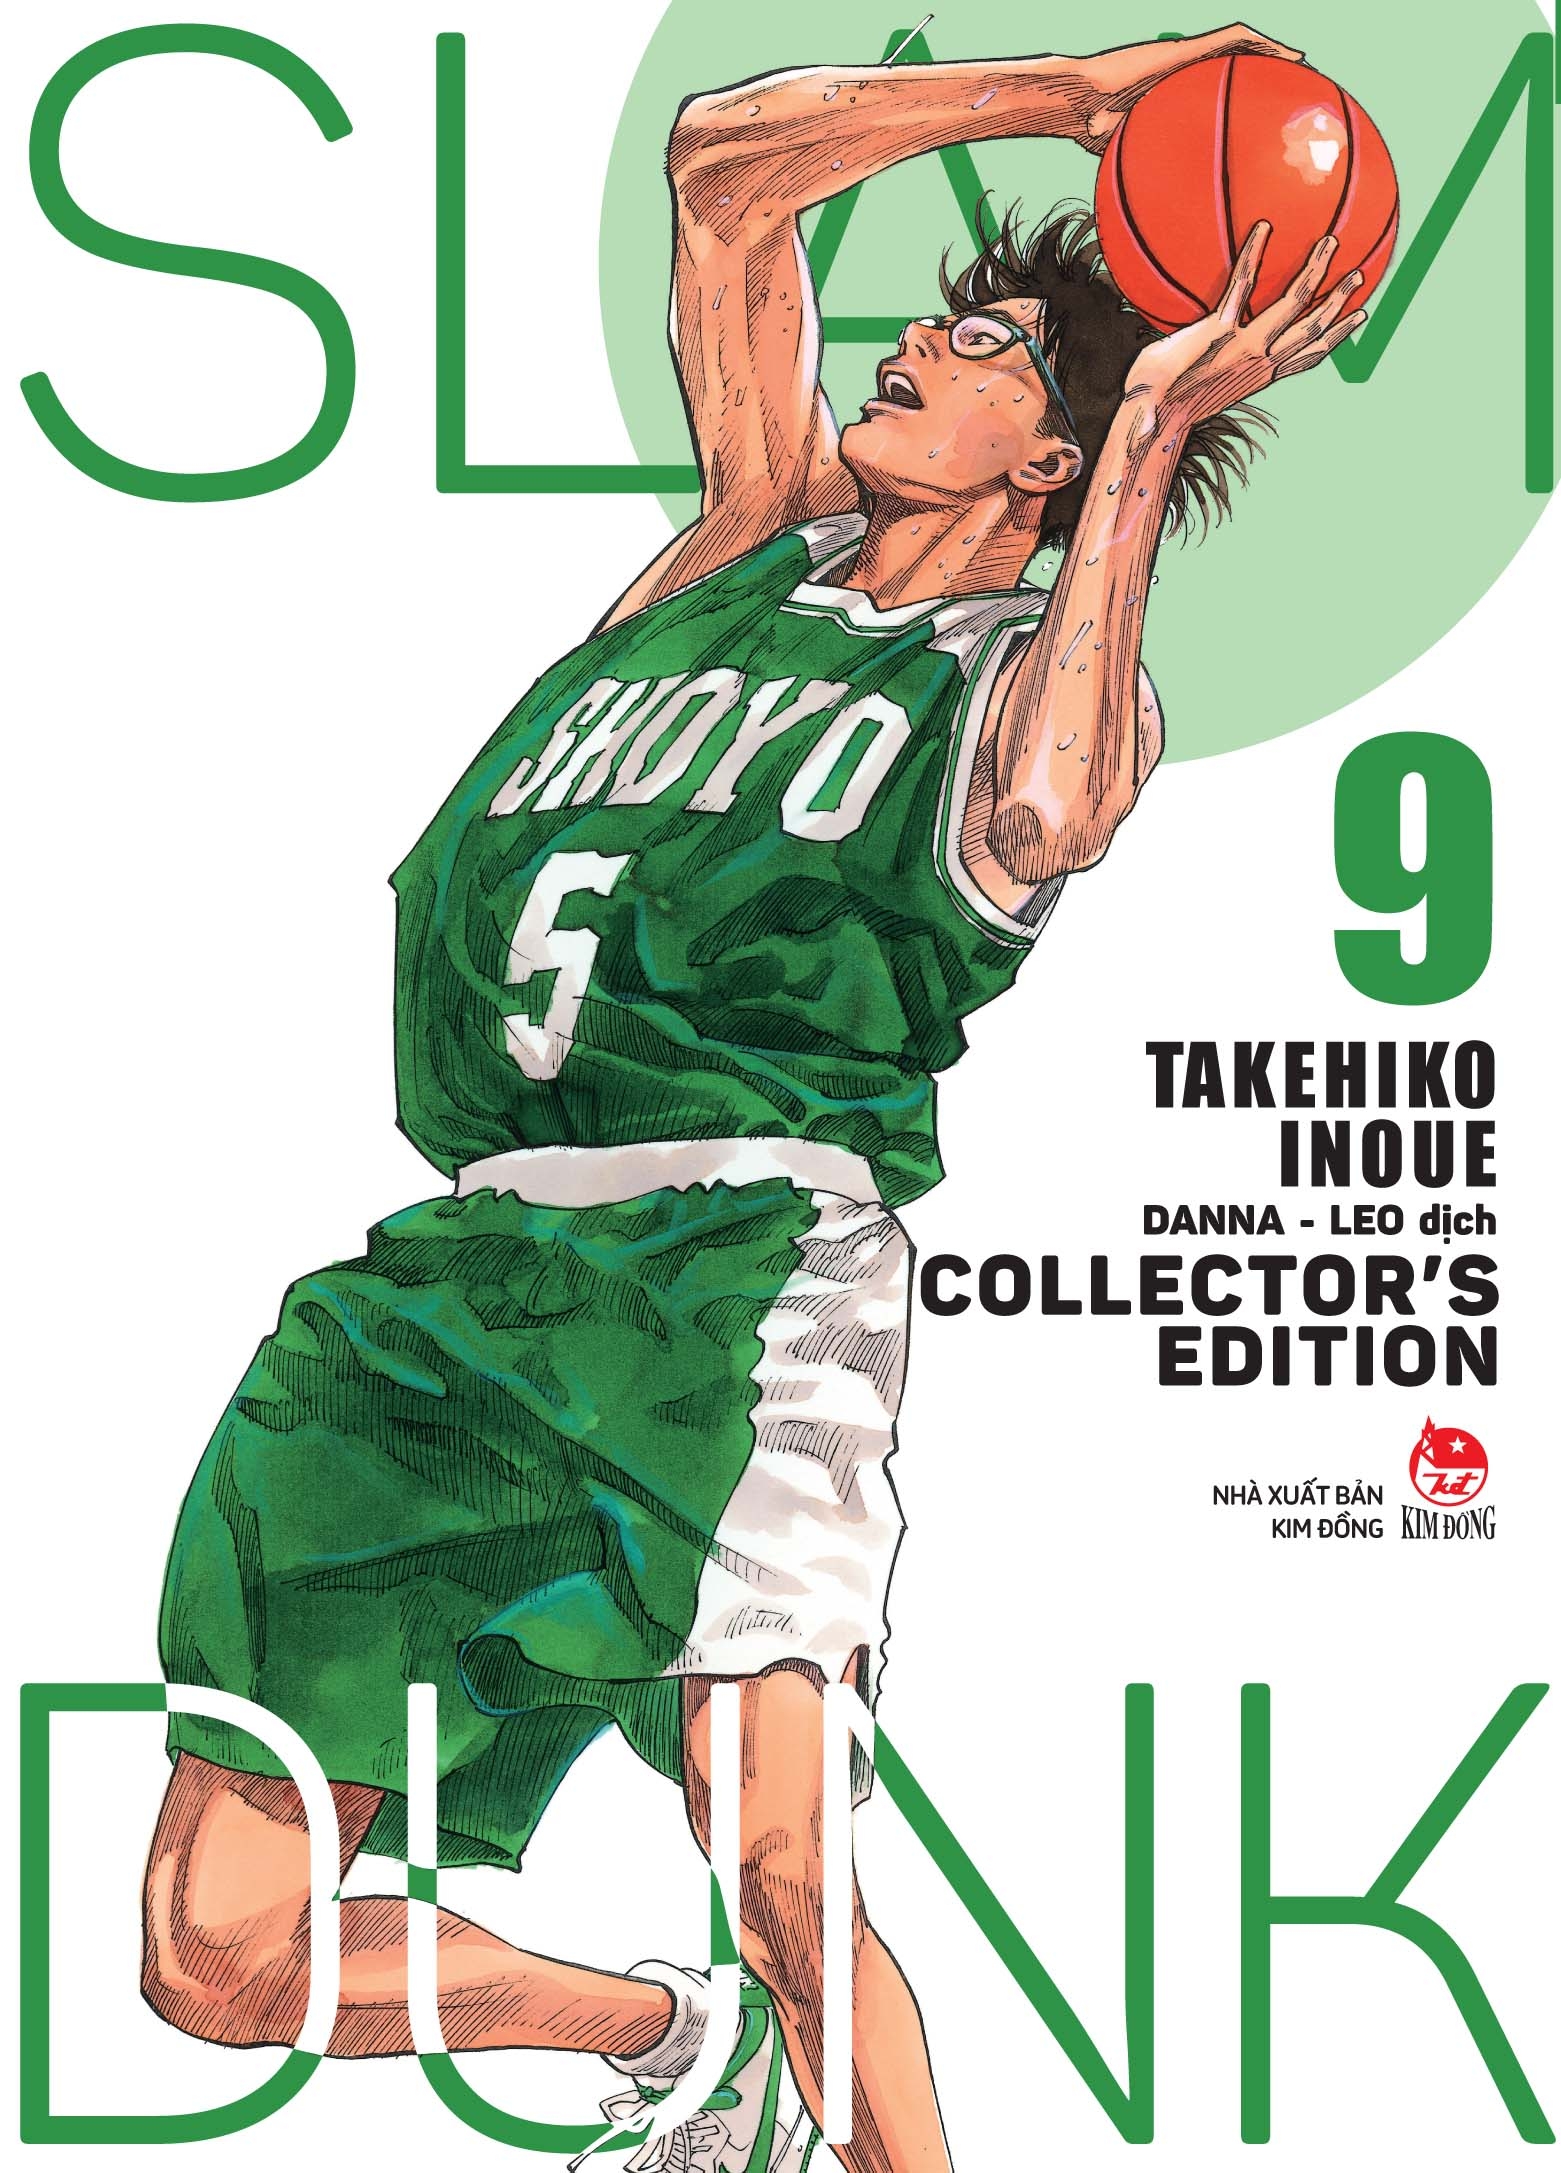 SLAM
SHOYO
5
9
TAKEHIKO
INOUE
DANNA - LEO dịch
COLLECTOR'S
EDITION
NHÀ XUẤT BẢN
KIM ĐỒNG
kđ
KIM ĐỒNG
DUNK